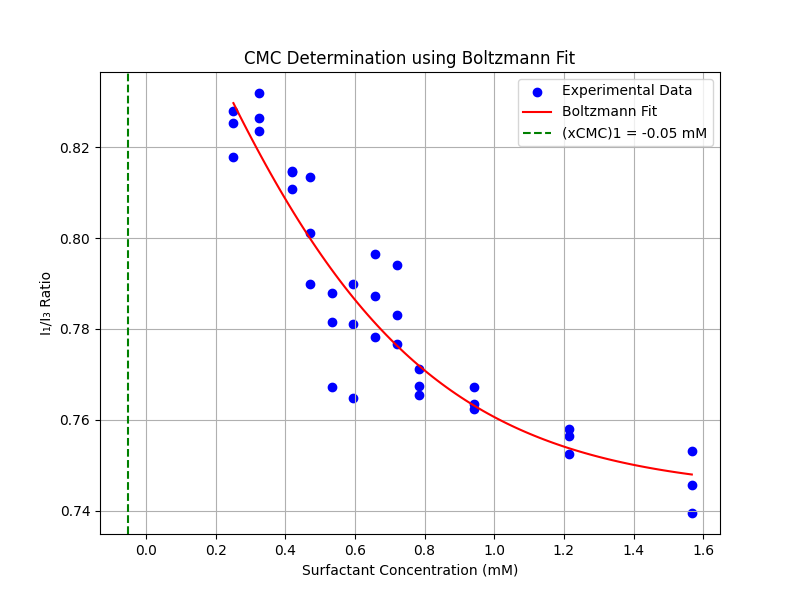 CMC Determination using Boltzmann Fit
Experimental Data
Boltzmann Fit
(xCMC)1 = -0.05 mM
I₁/I₃ Ratio
0.82
0.80
0.78
0.76
0.74
0.0 0.2 0.4 0.6 0.8 1.0 1.2 1.4 1.6
Surfactant Concentration (mM)